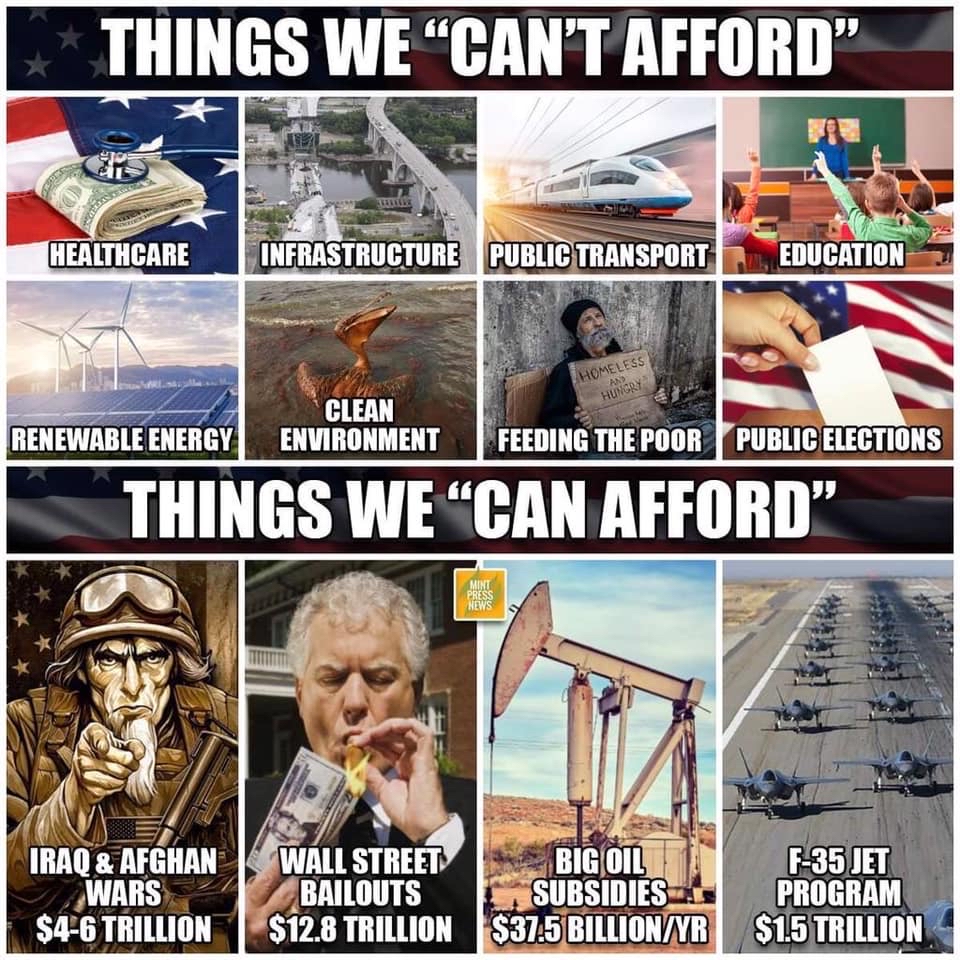 THINGS WE “CAN’T AFFORD”
HEALTHCARE
INFRASTRUCTURE
PUBLIC TRANSPORT
EDUCATION
RENEWABLE ENERGY
CLEAN
ENVIRONMENT
HOMELESS
AND
HUNGRY
FEEDING THE POOR
PUBLIC ELECTIONS
THINGS WE “CAN AFFORD”
MINT
PRESS
NEWS
IRAQ & AFGHAN
WARS
$4-6 TRILLION
WALL STREET
BAILOUTS
$12.8 TRILLION
BIG OIL
SUBSIDIES
$37.5 BILLION/YR
F-35 JET
PROGRAM
$1.5 TRILLION